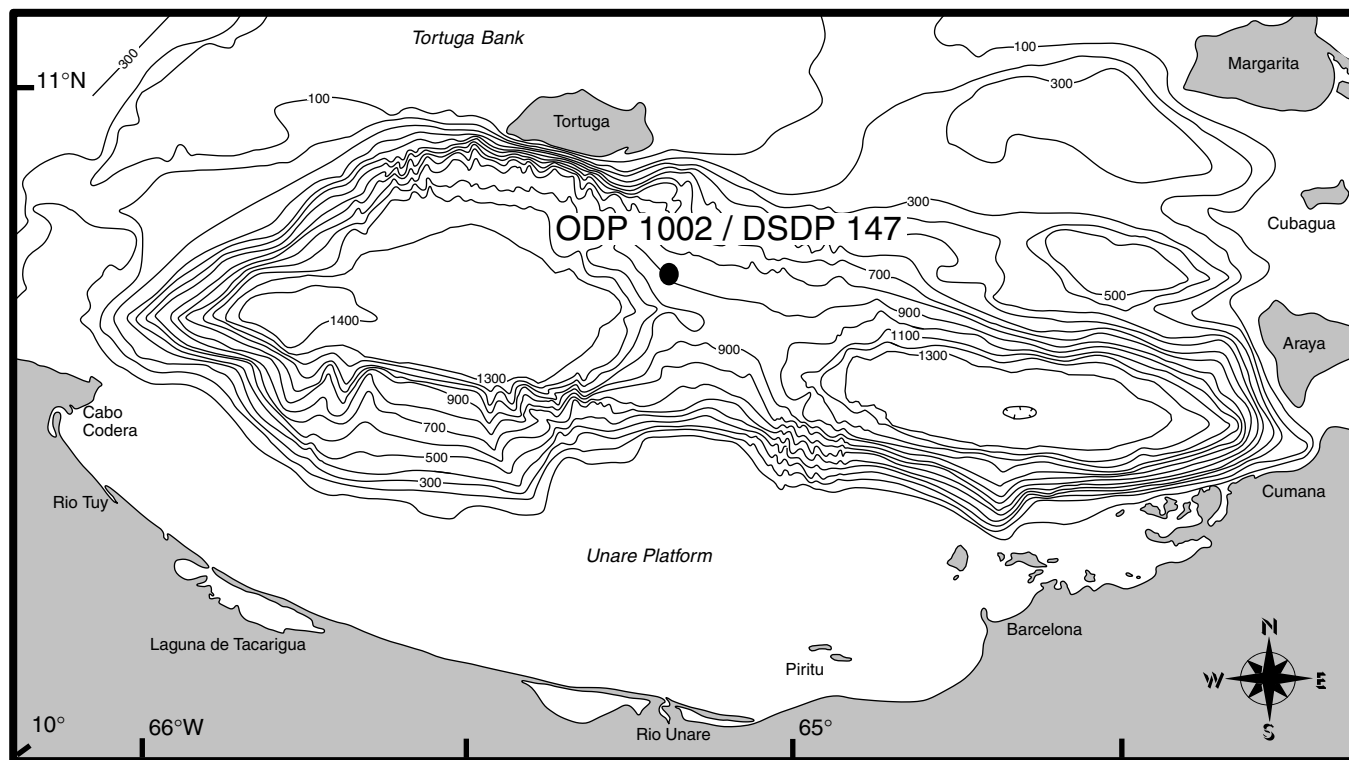 Tortuga Bank
100
300
Margarita
11°N
300
100
Tortuga
300
Cubagua
ODP 1002 / DSDP 147
700
500
1400
900
1100
Araya
900
1300
1300
Cabo
Codera
900
700
500
300
Cumana
Rio Tuy
Unare Platform
Laguna de Tacarigua
Barcelona
N
Piritu
W
E
10°
66°W
65°
Rio Unare
S